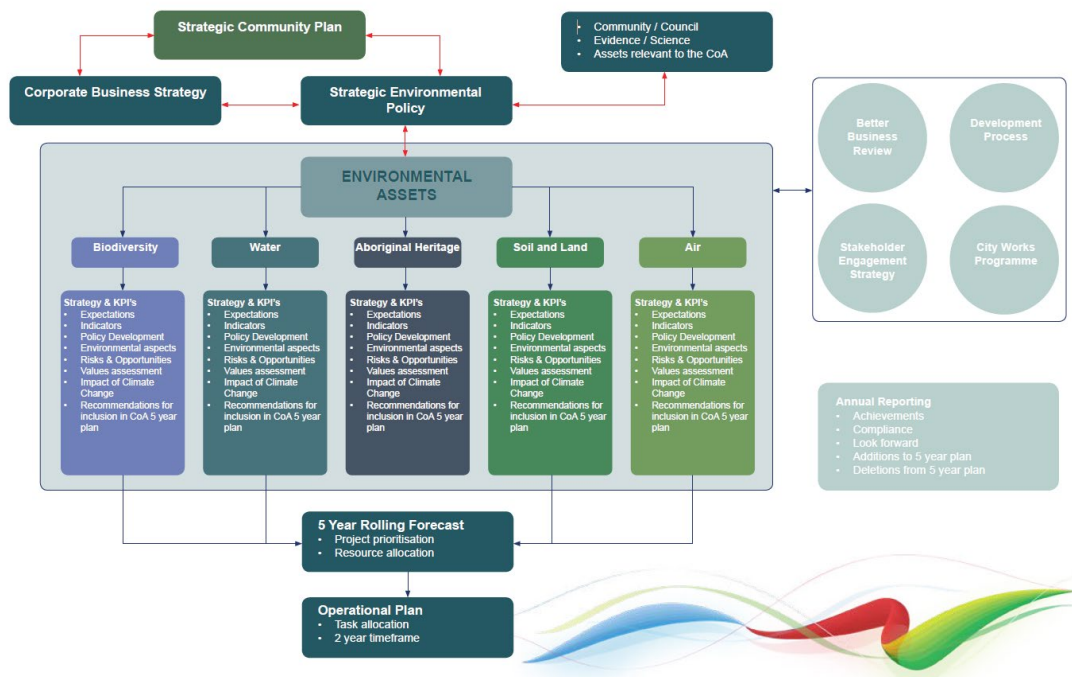 Strategic Community Plan
• Community / Council
• Evidence / Science
• Assets relevant to the CoA
Corporate Business Strategy
Strategic Environmental
Policy
Better
Business
Review
Development
Process
Stakeholder
Engagement
Strategy
City Works
Programme
ENVIRONMENTAL
ASSETS
Biodiversity
Water
Aboriginal Heritage
Soil and Land
Air
Strategy & KPI's
• Expectations
• Indicators
• Policy Development
• Environmental aspects
• Risks & Opportunities
• Values assessment
• Impact of Climate
Change
• Recommendations for
inclusion in CoA 5 year
plan
Strategy & KPI's
• Expectations
• Indicators
• Policy Development
• Environmental aspects
• Risks & Opportunities
• Values assessment
• Impact of Climate
Change
• Recommendations for
inclusion in CoA 5 year
plan
Strategy & KPI's
• Expectations
• Indicators
• Policy Development
• Environmental aspects
• Risks & Opportunities
• Values assessment
• Impact of Climate
Change
• Recommendations for
inclusion in CoA 5 year
plan
Strategy & KPI's
• Expectations
• Indicators
• Policy Development
• Environmental aspects
• Risks & Opportunities
• Values assessment
• Impact of Climate
Change
• Recommendations for
inclusion in CoA 5 year
plan
Strategy & KPI's
• Expectations
• Indicators
• Policy Development
• Environmental aspects
• Risks & Opportunities
• Values assessment
• Impact of Climate
Change
• Recommendations for
inclusion in CoA 5 year
plan
Annual Reporting
• Achievements
• Compliance
• Look forward
• Additions to 5 year plan
• Deletions from 5 year plan
5 Year Rolling Forecast
• Project prioritisation
• Resource allocation
Operational Plan
• Task allocation
• 2 year timeframe